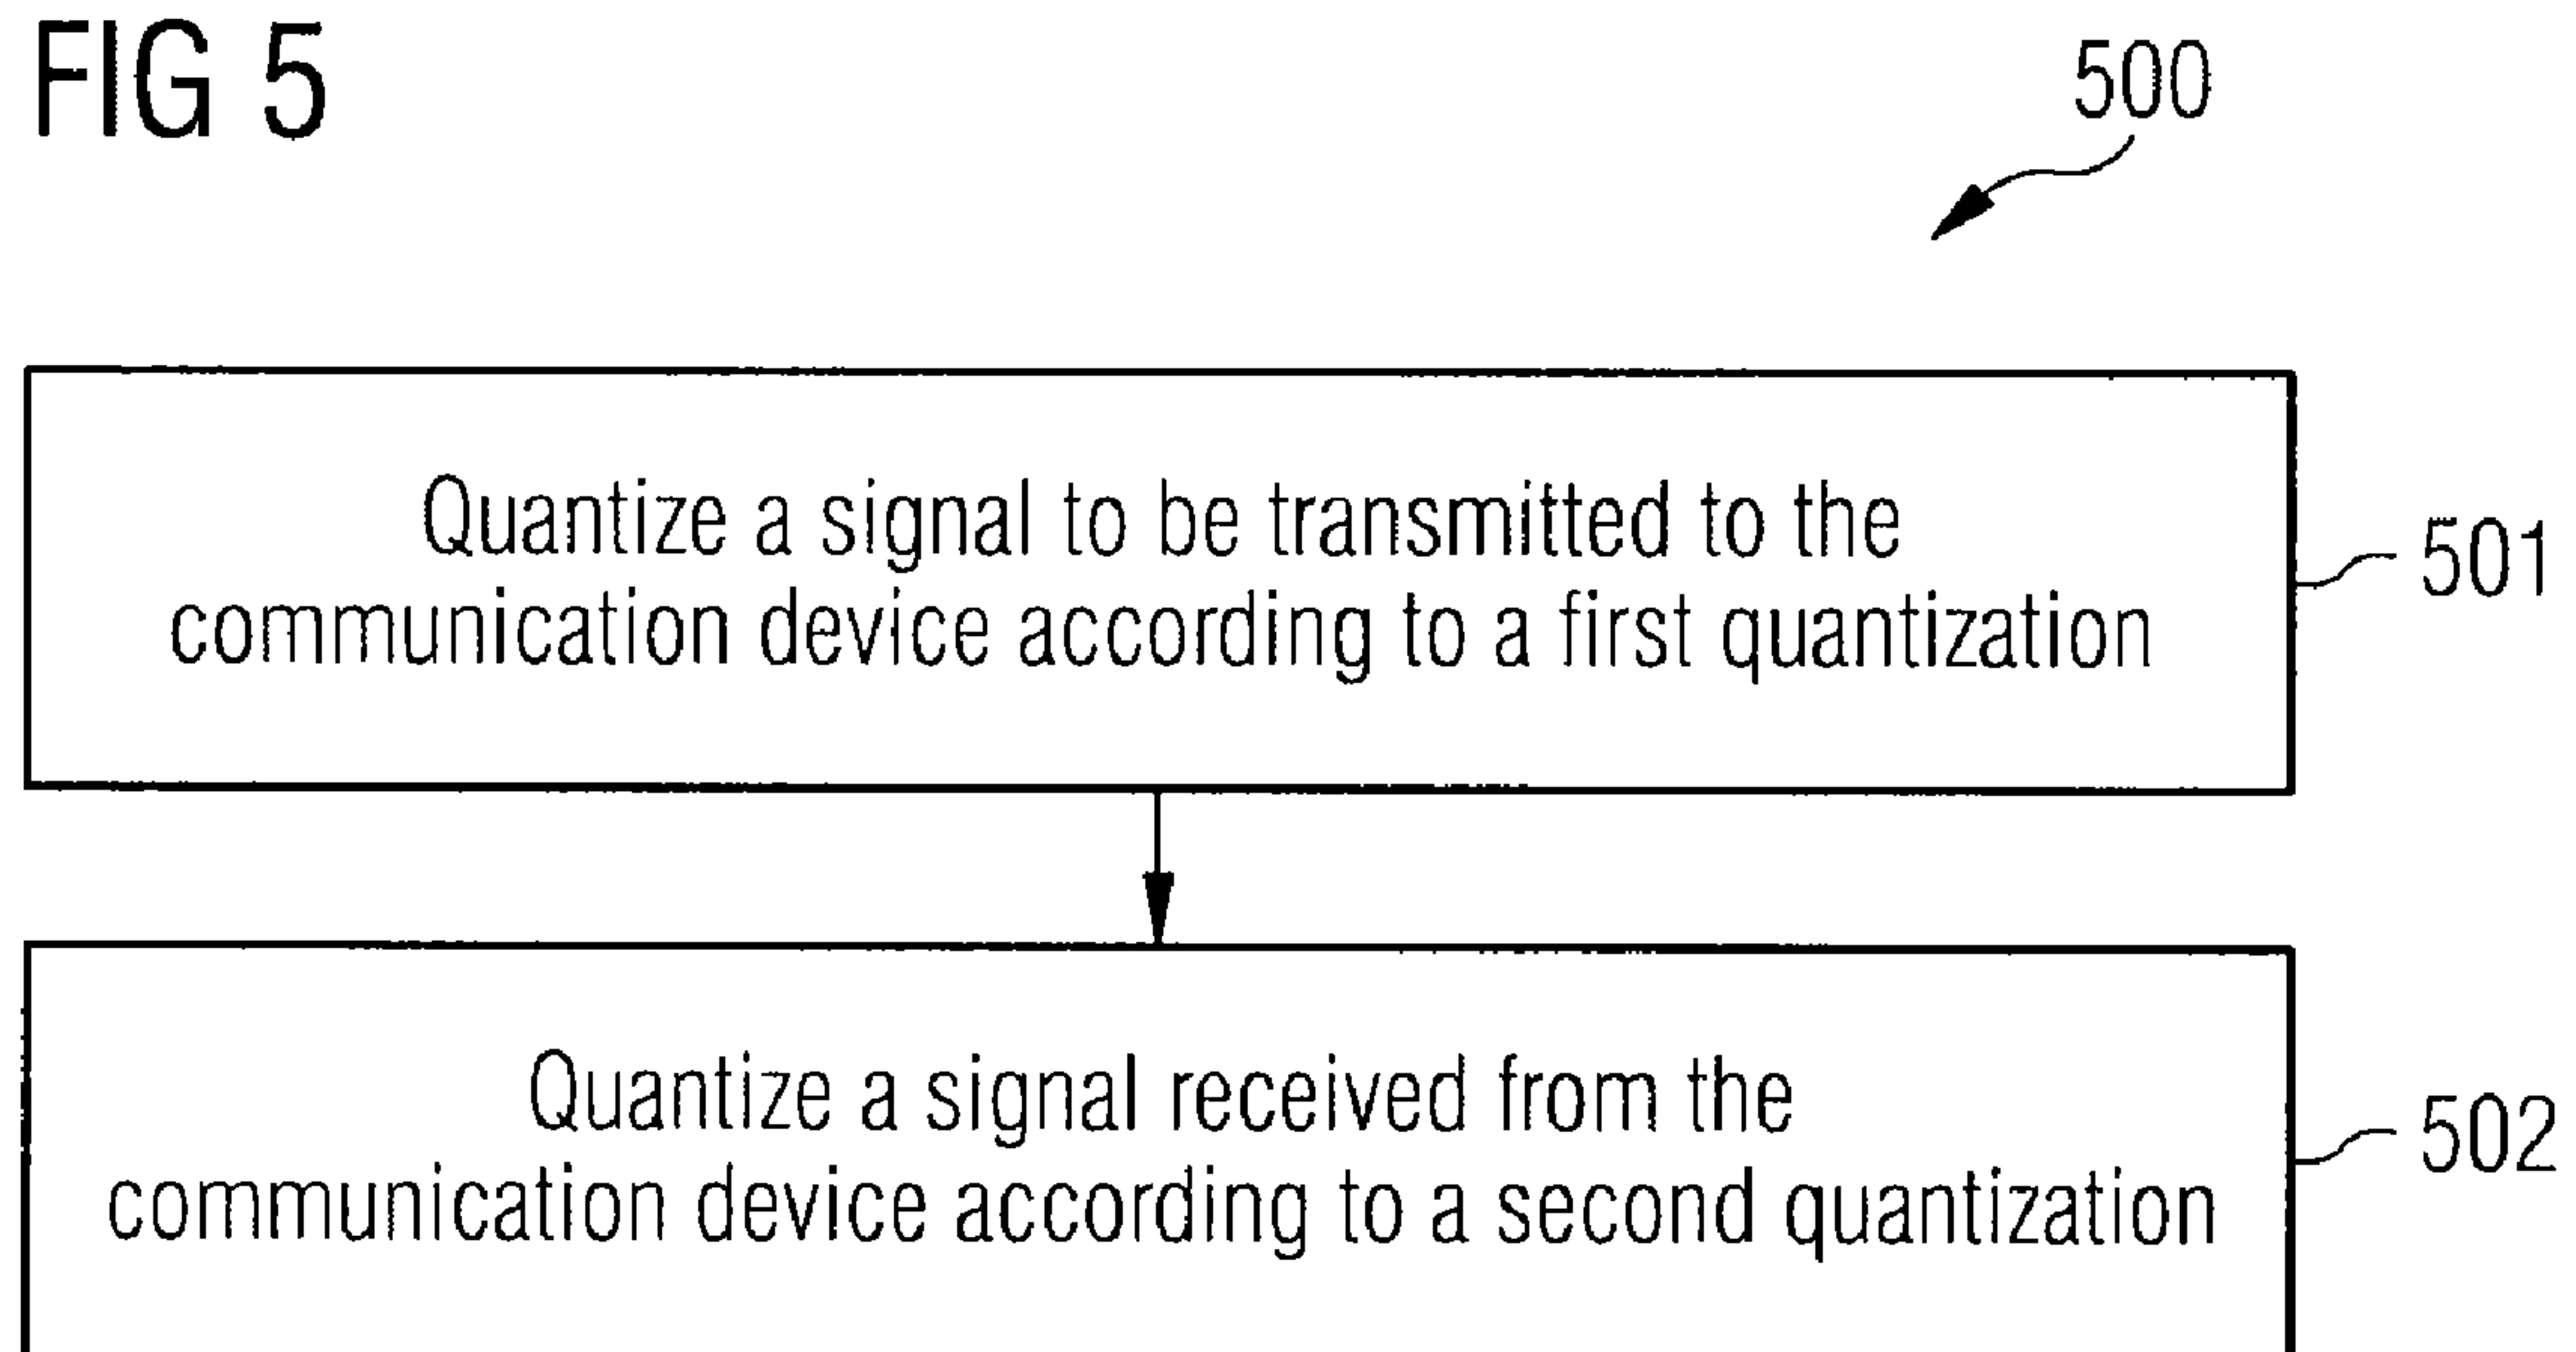 FIG 5
500
Quantize a signal to be transmitted to the
communication device according to a first quantization
501
Quantize a signal received from the
communication device according to a second quantization
502